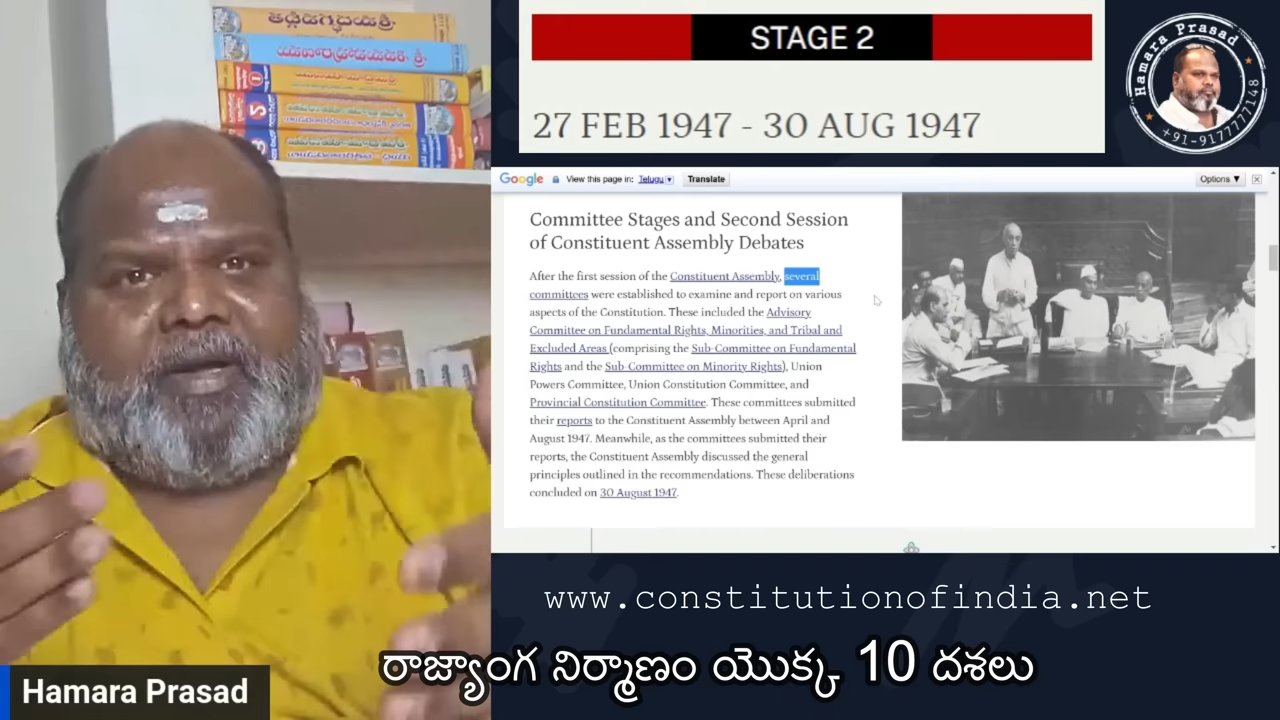 STAGE 2
27 FEB 1947 - 30 AUG 1947
Hamara Prasad
+91-9177777148
Google View this page in: Telugu Translate Options ▼
Committee Stages and Second Session
of Constituent Assembly Debates
After the first session of the Constituent Assembly, several
committees were established to examine and report on various
aspects of the Constitution. These included the Advisory
Committee on Fundamental Rights, Minorities, and Tribal and
Excluded Areas (comprising the Sub-Committee on Fundamental
Rights and the Sub-Committee on Minority Rights), Union
Powers Committee, Union Constitution Committee, and
Provincial Constitution Committee. These committees submitted
their reports to the Constituent Assembly between April and
August 1947. Meanwhile, as the committees submitted their
reports, the Constituent Assembly discussed the general
principles outlined in the recommendations. These deliberations
concluded on 30 August 1947.
www.constitutionofindia.net
రాజ్యాంగ నిర్మాణం యొక్క 10 దశలు
Hamara Prasad